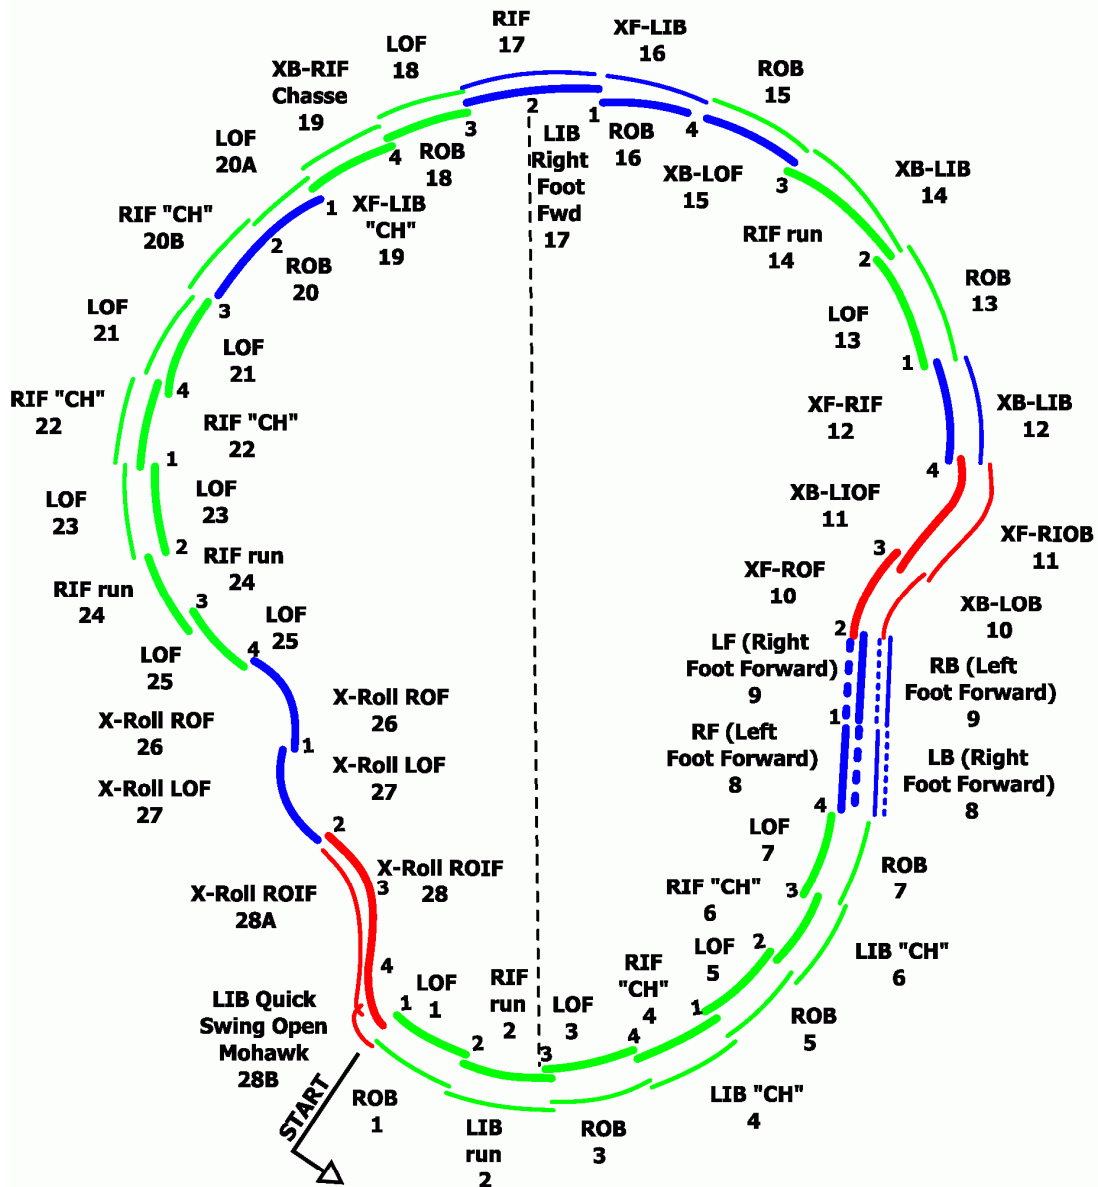 RIF
17
XF-LIB
16
LOF
18
XB-RIF
Chasse
19
ROB
15
LOF
20A
XB-LIB
14
RIF "CH"
20B
ROB
13
LOF
21
RIF "CH"
22
XB-LIB
12
LOF
23
XF-RIOB
11
RIF run
24
XB-LOB
10
LOF
25
RB (Left
Foot Forward)
9
X-Roll ROF
26
LB (Right
Foot Forward)
8
X-Roll LOF
27
ROB
7
X-Roll ROIF
28A
LIB "CH"
6
LIB Quick
Swing Open
Mohawk
28B
ROB
5
START
ROB
1
LIB
run
2
ROB
3
LIB "CH"
4
2
LIB
Right
Foot
Fwd
17
1
ROB
16
4
XB-LOF
15
3
RIF run
14
2
LOF
13
1
XF-RIF
12
4
XB-LIOF
11
3
XF-ROF
10
2
LF (Right
Foot Forward)
9
1
RF (Left
Foot Forward)
8
4
LOF
7
3
RIF "CH"
6
2
LOF
5
1
RIF
"CH"
4
4
LOF
3
3
RIF
run
2
2
LOF
1
1
3
ROB
18
4
XF-LIB
"CH"
19
1
ROB
20
2
3
LOF
21
4
RIF "CH"
22
1
LOF
23
2
RIF run
24
3
LOF
25
4
X-Roll ROF
26
1
X-Roll LOF
27
2
X-Roll ROIF
28
3
4